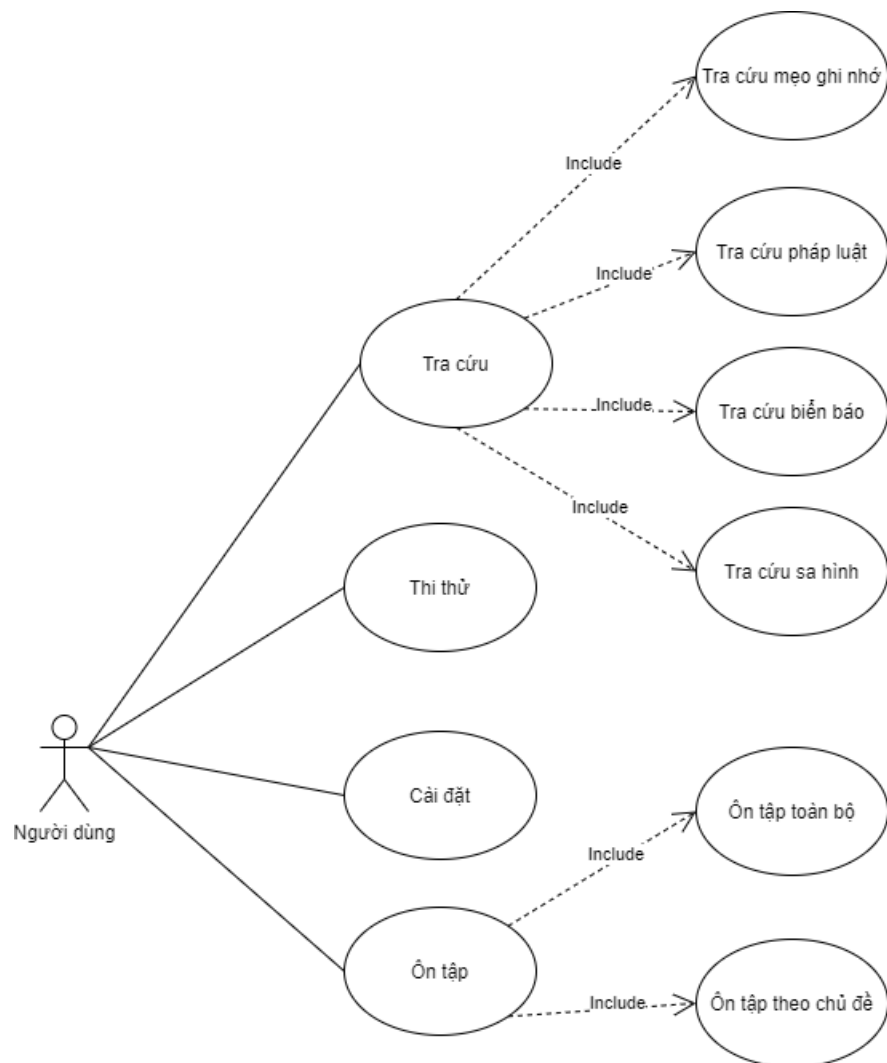 Tra cứu mẹo ghi nhớ
Include
Tra cứu pháp luật
Include
Tra cứu
Include
Tra cứu biển báo
Include
Tra cứu sa hình
Thi thử
Cài đặt
Người dùng
Ôn tập toàn bộ
Include
Ôn tập
Include
Ôn tập theo chủ đề